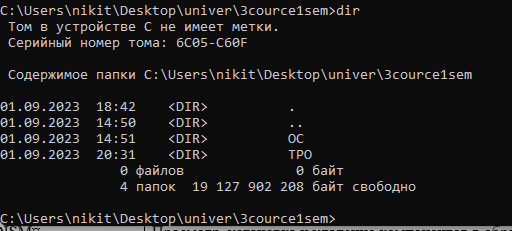 C:\Users\nikit\Desktop\univer\3cource1sem>dir
Том в устройстве C не имеет метки.
Серийный номер тома: 6C05-C60F
Содержимое папки C:\Users\nikit\Desktop\univer\3cource1sem
01.09.2023 18:42 <DIR> .
01.09.2023 14:50 <DIR> ..
01.09.2023 14:51 <DIR> ОС
01.09.2023 20:31 <DIR> ТРО
0 файлов 0 байт
4 папок 19 127 902 208 байт свободно
C:\Users\nikit\Desktop\univer\3cource1sem>